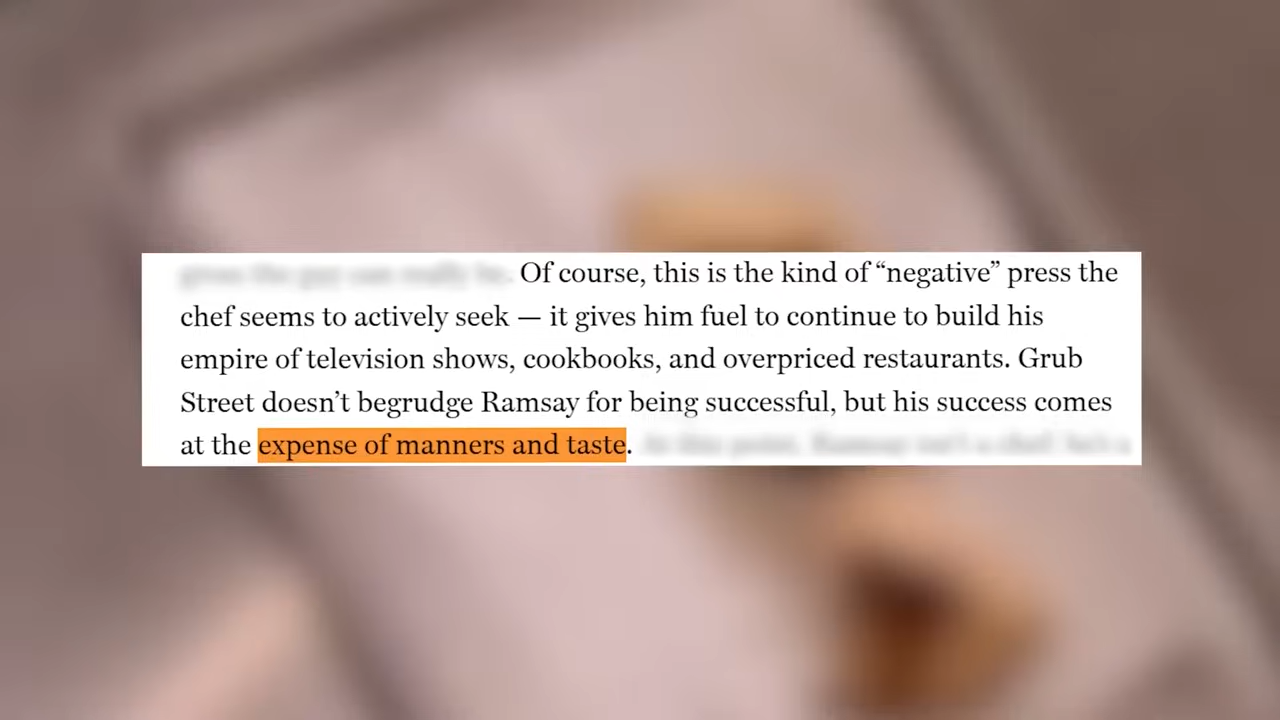 Of course, this is the kind of “negative” press the
chef seems to actively seek — it gives him fuel to continue to build his
empire of television shows, cookbooks, and overpriced restaurants. Grub
Street doesn’t begrudge Ramsay for being successful, but his success comes
at the expense of manners and taste.